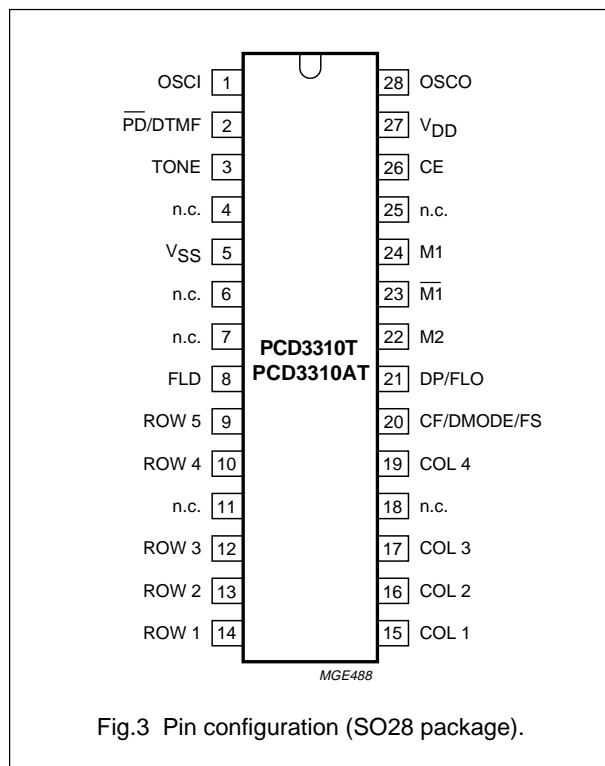 OSCI 1 28 OSCO
P̅D̅/DTMF 2 27 VDD
TONE 3 26 CE
n.c. 4 25 n.c.
VSS 5 24 M1
n.c. 6 23 M̅1̅
n.c. 7 22 M2
PCD3310T
PCD3310AT
FLD 8 21 DP/FLO
ROW 5 9 20 CF/DMODE/FS
ROW 4 10 19 COL 4
n.c. 11 18 n.c.
ROW 3 12 17 COL 3
ROW 2 13 16 COL 2
ROW 1 14 15 COL 1
MGE488
Fig.3 Pin configuration (SO28 package).